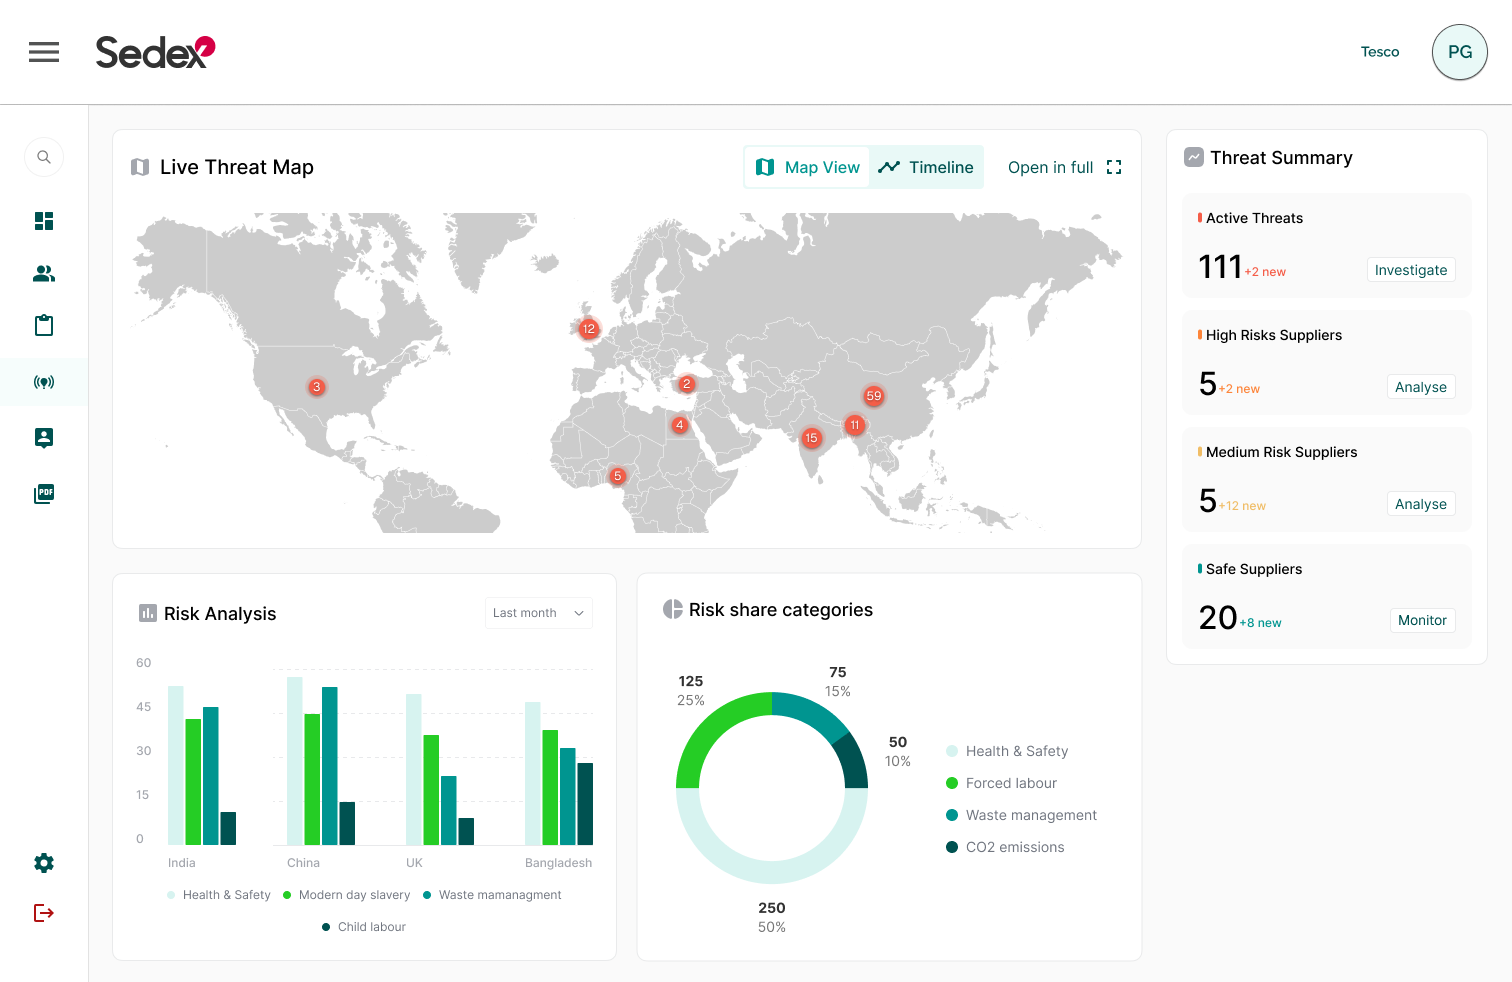 Sedex
Tesco
PG
Live Threat Map
Map View
Timeline
Open in full
12
3
2
59
4
11
15
5
Threat Summary
Active Threats
111 +2 new
Investigate
High Risks Suppliers
5 +2 new
Analyse
Medium Risk Suppliers
5 +12 new
Analyse
Safe Suppliers
20 +8 new
Monitor
PDF
Risk Analysis
Last month
60
45
30
15
0
India
China
UK
Bangladesh
Health & Safety
Modern day slavery
Waste mamanagment
Child labour
Risk share categories
125
25%
75
15%
50
10%
250
50%
Health & Safety
Forced labour
Waste management
CO2 emissions